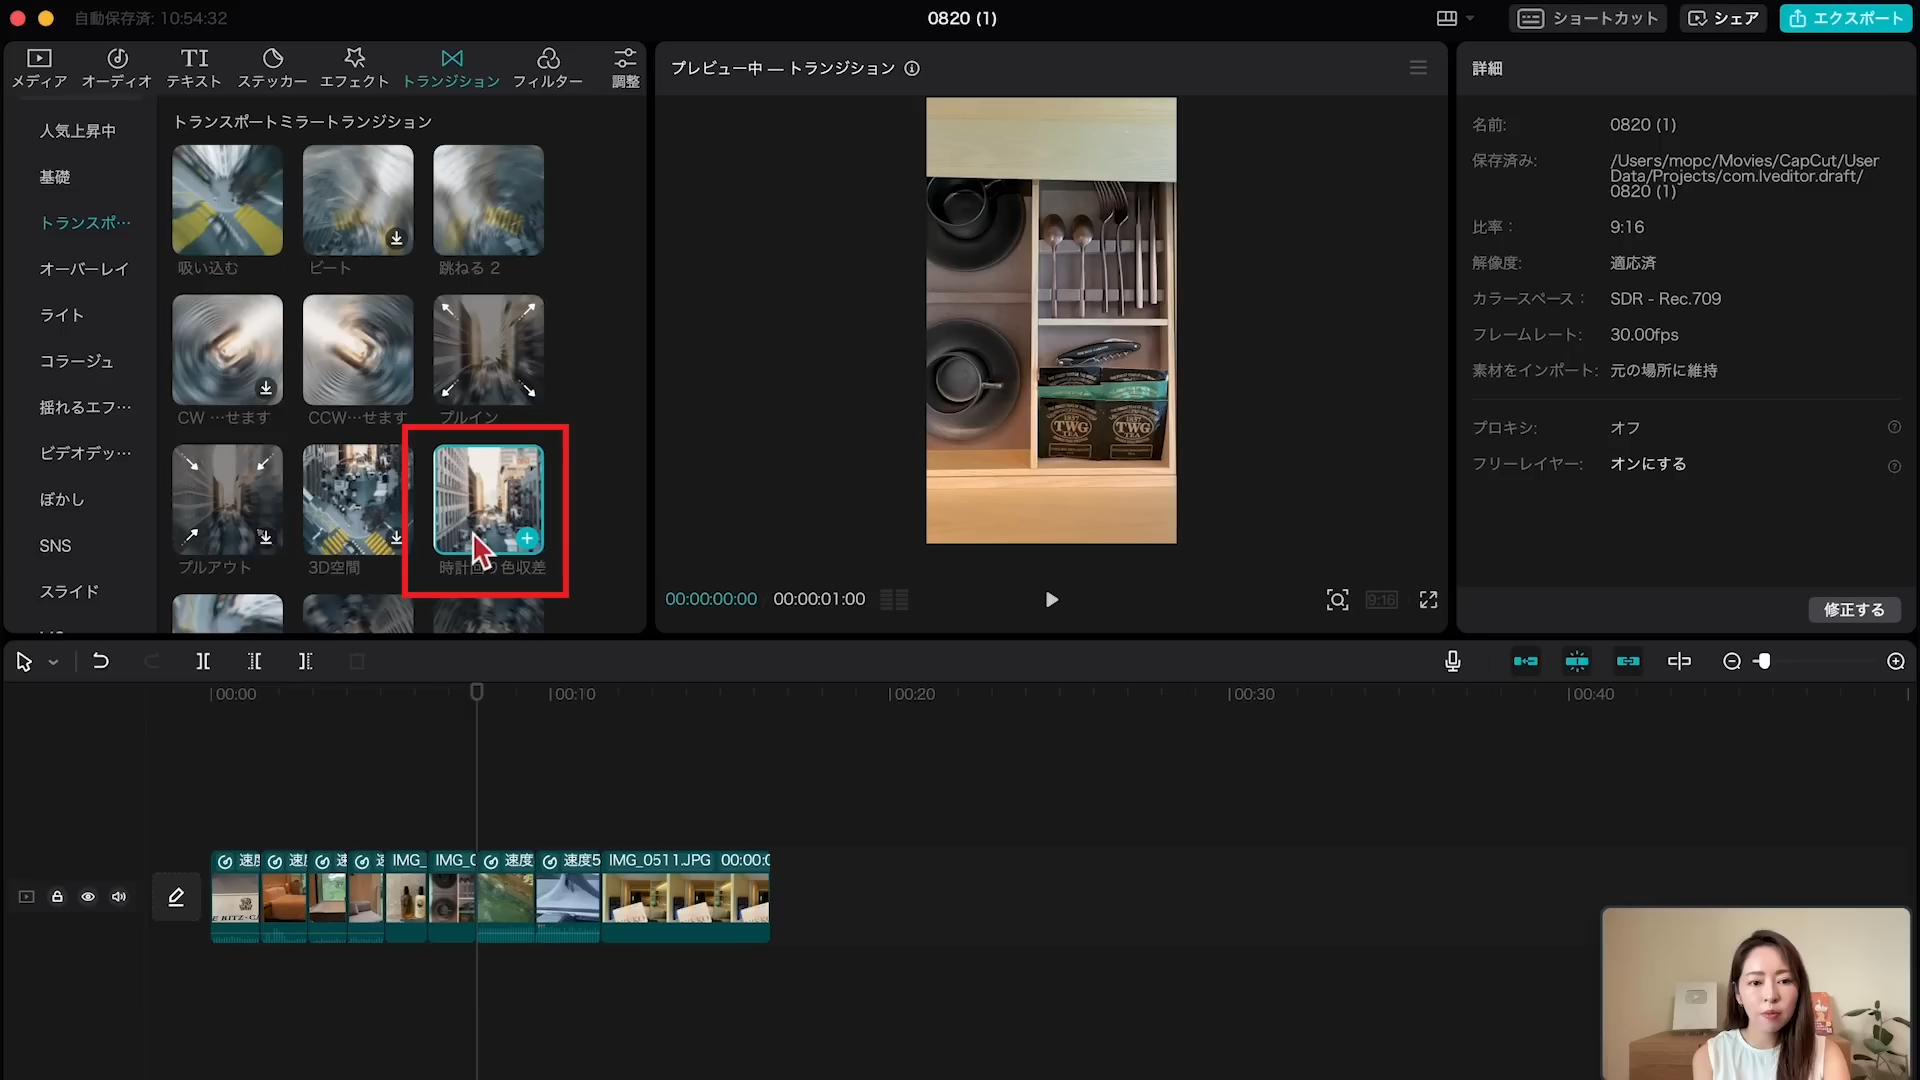 自動保存済: 10:54:32
0820 (1)
ショートカット
シェア
エクスポート
メディア
オーディオ
TI
テキスト
ステッカー
エフェクト
トランジション
フィルター
調整
人気上昇中
基礎
トランスポ…
オーバーレイ
ライト
コラージュ
揺れるエフ…
ビデオデッ…
ぼかし
SNS
スライド
トランスポートミラートランジション
吸い込む
ビート
跳ねる 2
CW …せます
CCW…せます
プルイン
プルアウト
3D空間
プレビュー中 — トランジション
TWG
TEA
TWG
TEA
00:00:00:00
00:00:01:00
9:16
詳細
名前:
0820 (1)
保存済み:
/Users/mopc/Movies/CapCut/User
Data/Projects/com.lveditor.draft/
0820 (1)
比率：
9:16
解像度:
適応済
カラースペース：
SDR - Rec.709
フレームレート:
30.00fps
素材をインポート:
元の場所に維持
プロキシ:
オフ
フリーレイヤー:
オンにする
修正する
00:00
00:10
00:20
00:30
00:40
速度
IMG_
IMG_0
速度
速度5
IMG_0511.JPG
00:00:0